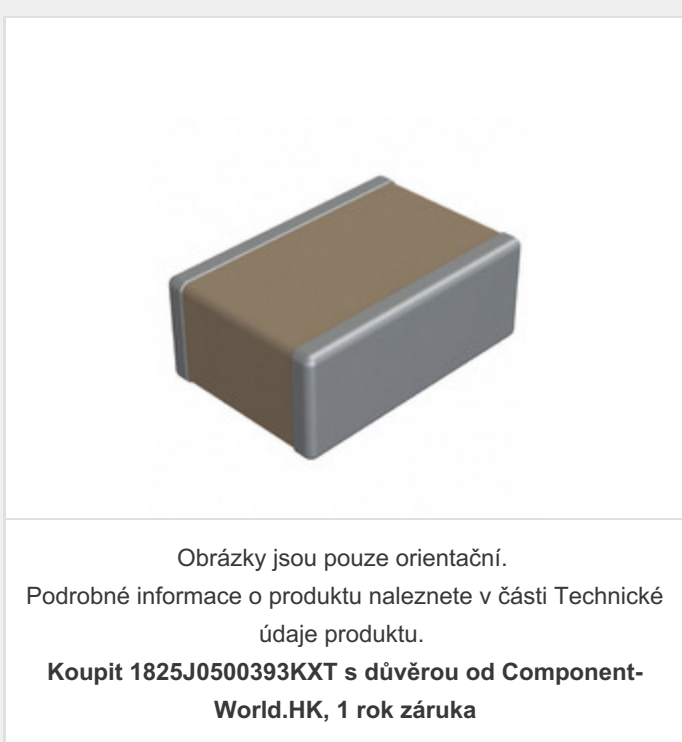 Obrázky jsou pouze orientační.
Podrobné informace o produktu naleznete v části Technické
údaje produktu.
Koupit 1825J0500393KXT s důvěrou od Component-
World.HK, 1 rok záruka